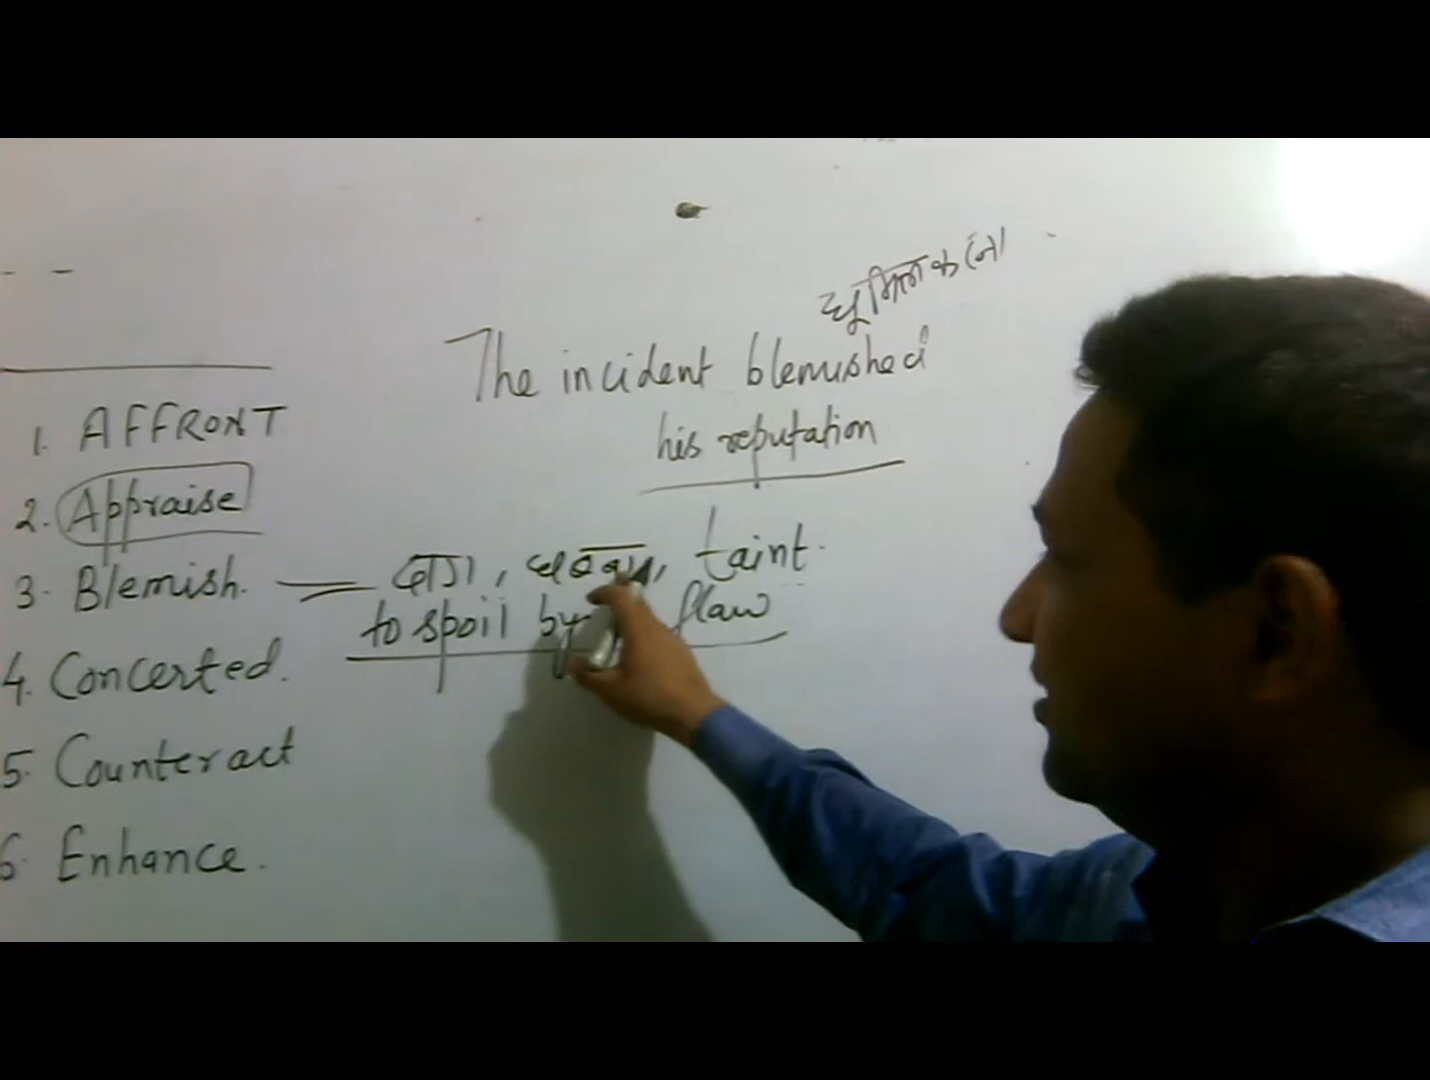 धूमिल करना
The incident blemished
his reputation
1. AFFRONT
2. Appraise
3. Blemish. = दाग, धब्बा, taint.
to spoil by flaw
4. Concerted.
5. Counteract
6. Enhance.